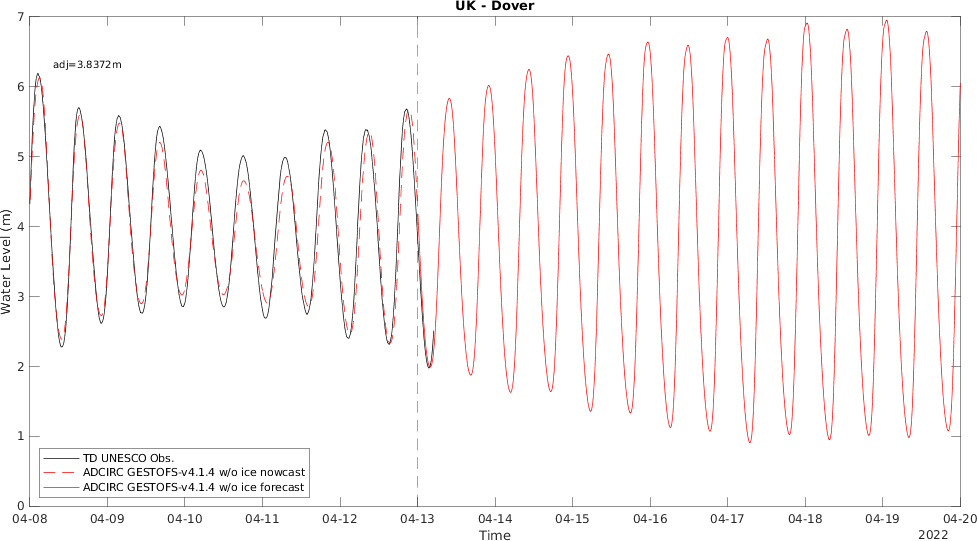 UK - Dover
adj=3.8372m
7
6
5
4
3
2
1
0
Water Level (m)
TD UNESCO Obs.
ADCIRC GESTOFS-v4.1.4 w/o ice nowcast
ADCIRC GESTOFS-v4.1.4 w/o ice forecast
04-08 04-09 04-10 04-11 04-12 04-13 04-14 04-15 04-16 04-17 04-18 04-19 04-20
Time
2022